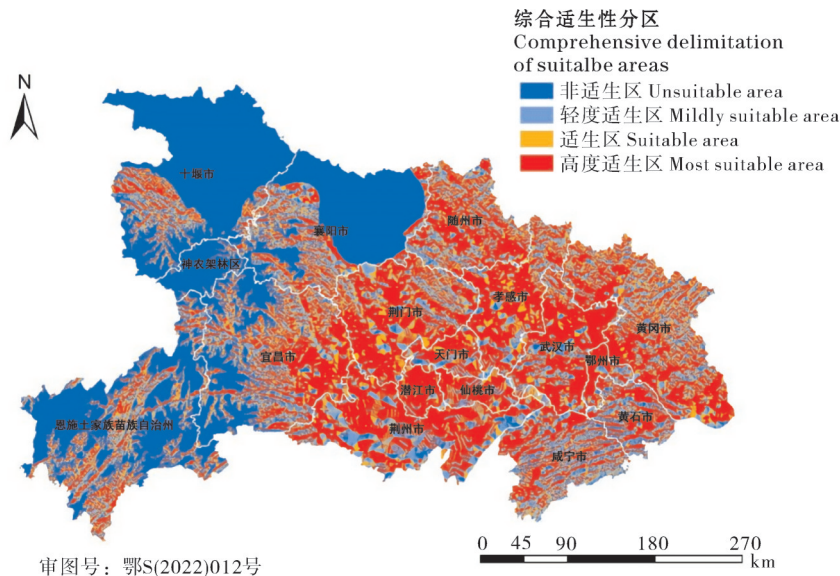 综合适生性分区
Comprehensive delimitation
of suitalbe areas
非适生区 Unsuitable area
轻度适生区 Mildly suitable area
适生区 Suitable area
高度适生区 Most suitable area
N
十堰市
襄阳市
随州市
神农架林区
荆门市
孝感市
黄冈市
宜昌市
天门市
武汉市
鄂州市
潜江市
仙桃市
恩施土家族苗族自治州
荆州市
黄石市
咸宁市
0 45 90 180 270
km
审图号：鄂S(2022)012号